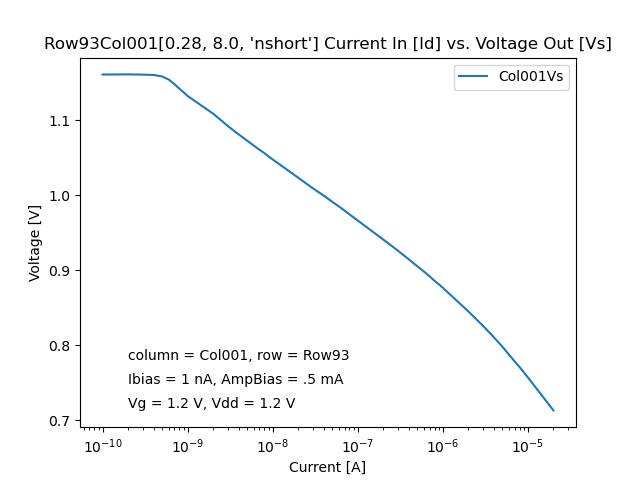 Row93Col001[0.28, 8.0, 'nshort'] Current In [Id] vs. Voltage Out [Vs]
Col001Vs
1.1
1.0
0.9
0.8
0.7
Voltage [V]
column = Col001, row = Row93
Ibias = 1 nA, AmpBias = .5 mA
Vg = 1.2 V, Vdd = 1.2 V
10⁻¹⁰ 10⁻⁹ 10⁻⁸ 10⁻⁷ 10⁻⁶ 10⁻⁵
Current [A]